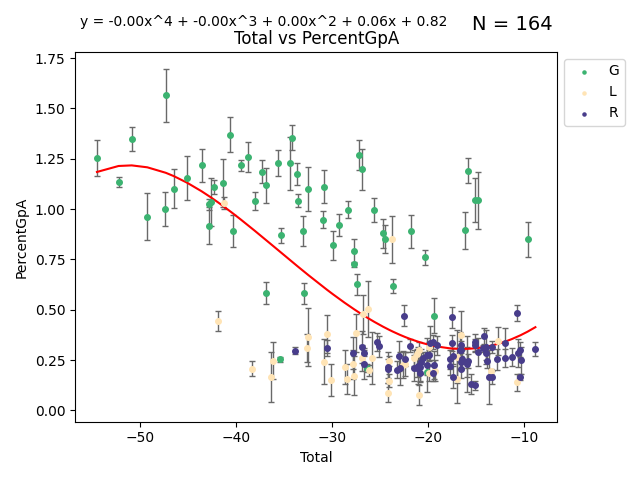 y = -0.00x^4 + -0.00x^3 + 0.00x^2 + 0.06x + 0.82
N = 164
Total vs PercentGpA
1.75
1.50
1.25
1.00
0.75
0.50
0.25
0.00
PercentGpA
−50 −40 −30 −20 −10
Total
G
L
R